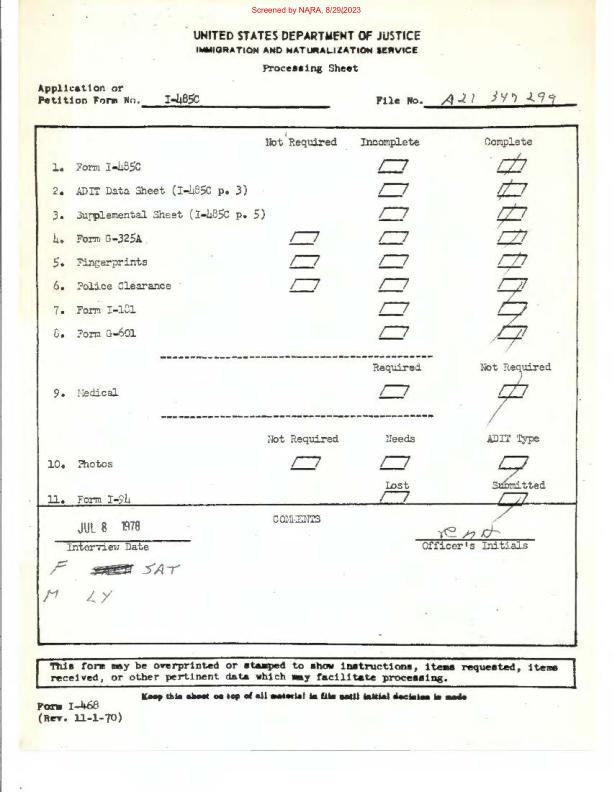 Screened by NARA, 8/29/2023
UNITED STATES DEPARTMENT OF JUSTICE
IMMIGRATION AND NATURALIZATION SERVICE
Processing Sheet
Application or
Petition Form No. I-485C File No. A21 347 299
Not Required Incomplete Complete
1. Form I-485C
2. ADIT Data Sheet (I-485C p. 3)
3. Supplemental Sheet (I-485C p. 5)
4. Form G-325A
5. Fingerprints
6. Police Clearance
7. Form I-181
8. Form G-601
Required Not Required
9. Medical
Not Required Needs ADIT Type
10. Photos
Lost Submitted
11. Form I-94
COMMENTS
JUL 8 1978
Interview Date Officer's Initials
F SAT
M LY
This form may be overprinted or stamped to show instructions, items requested, items
received, or other pertinent data which may facilitate processing.
Keep this sheet on top of all material in file until initial decision is made
Form I-468
(Rev. 11-1-70)